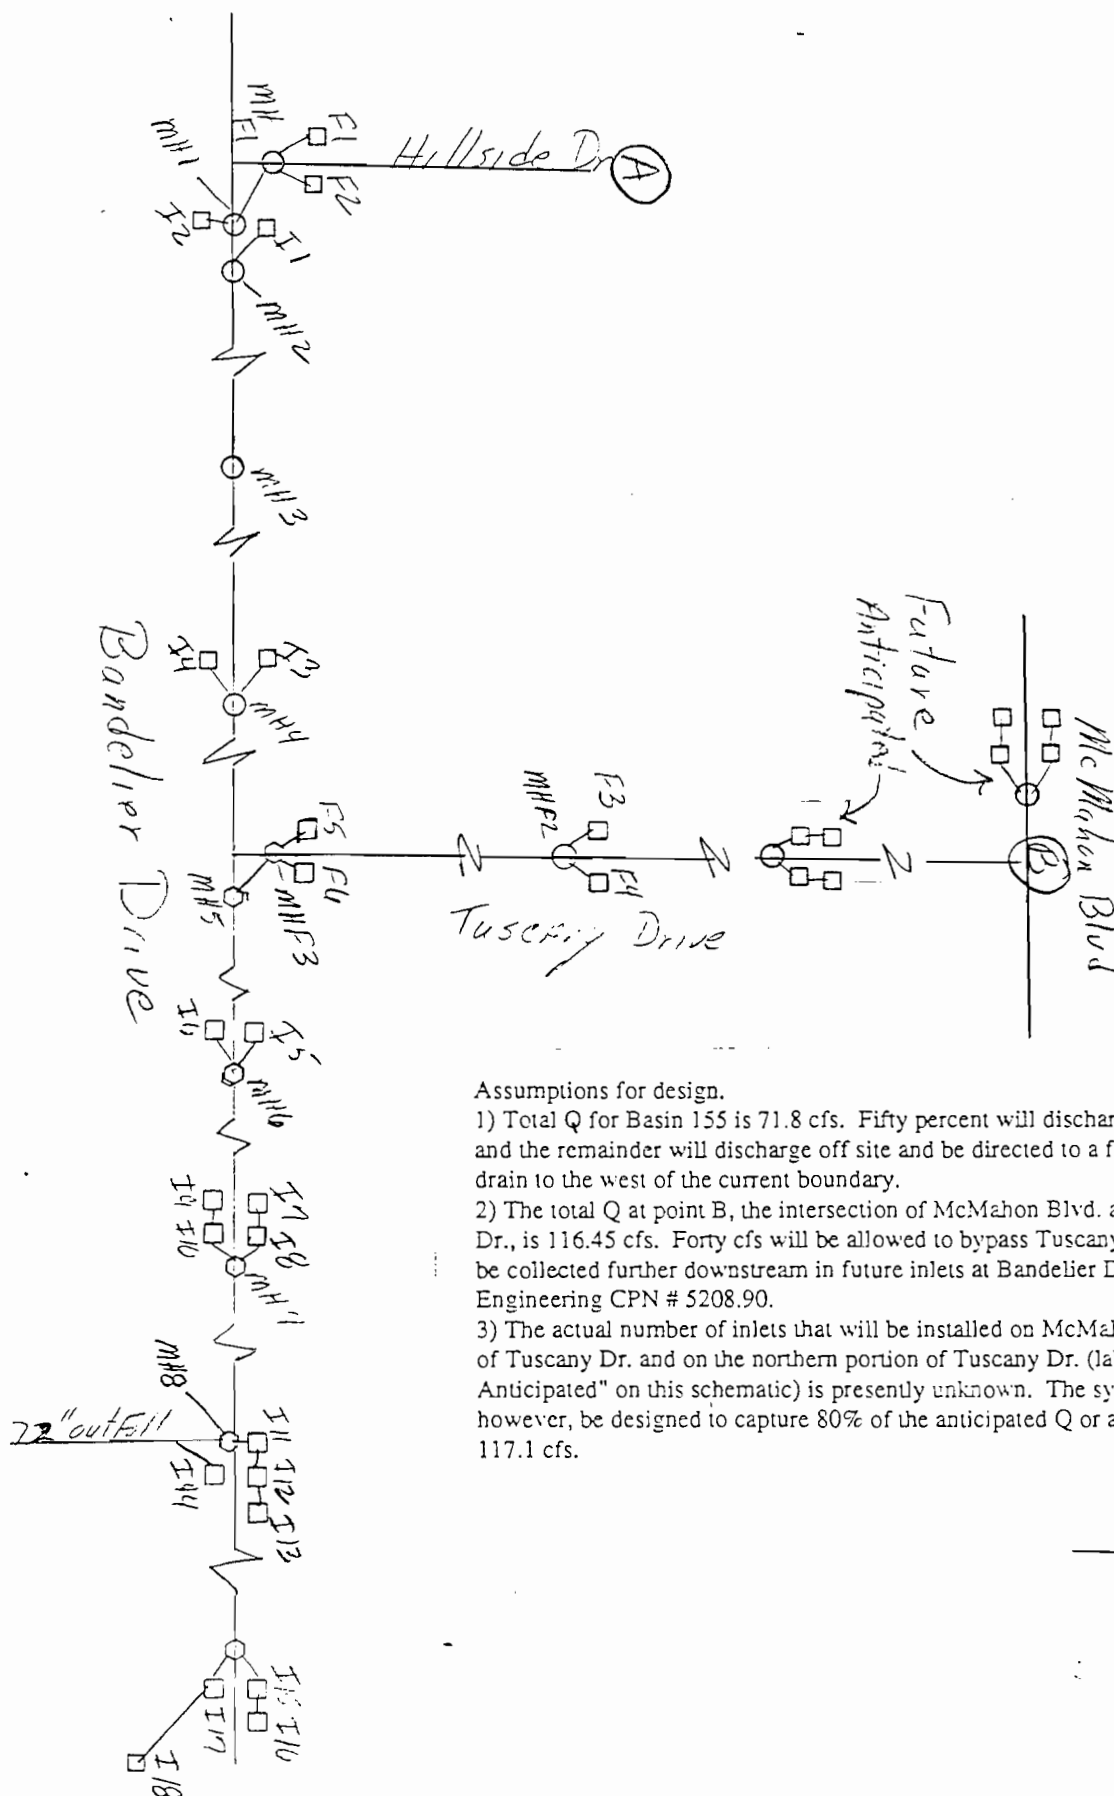 MH
F1
F1
F2
Hillside Dr
A
MH1
I2
I1
MH2
MH3
I4
I3
MH4
Bandelier Drive
F5
F6
MHF3
MH5
MHF2
F3
F4
Tuscany Drive
Future
Anticipated
McMahon Blvd
B
I6
I5
MH6
I9 I10
I7 I8
MH7
MH8
72" outfall
I44
I11 I12 I13
I15 I16
I17
I18
Assumptions for design.
1) Total Q for Basin 155 is 71.8 cfs. Fifty percent will dischar
and the remainder will discharge off site and be directed to a f
drain to the west of the current boundary.
2) The total Q at point B, the intersection of McMahon Blvd. a
Dr., is 116.45 cfs. Forty cfs will be allowed to bypass Tuscany
be collected further downstream in future inlets at Bandelier D
Engineering CPN # 5208.90.
3) The actual number of inlets that will be installed on McMal
of Tuscany Dr. and on the northern portion of Tuscany Dr. (la
Anticipated" on this schematic) is presently unknown. The sy
however, be designed to capture 80% of the anticipated Q or a
117.1 cfs.